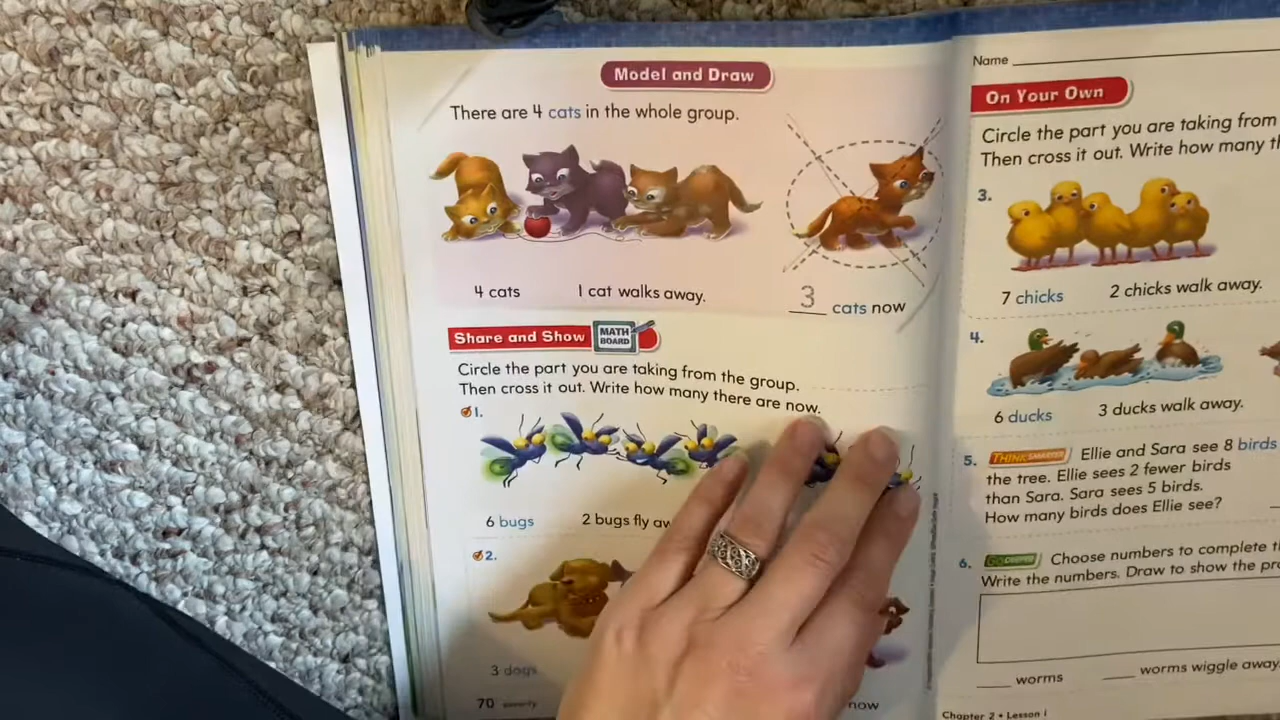 Model and Draw
There are 4 cats in the whole group.
4 cats 1 cat walks away. 3 cats now
Share and Show MATH BOARD
Circle the part you are taking from the group.
Then cross it out. Write how many there are now.
1.
6 bugs 2 bugs fly
2.
3 dogs
now
70
Name
On Your Own
Circle the part you are taking from
Then cross it out. Write how many
3.
7 chicks 2 chicks walk away.
4.
6 ducks 3 ducks walk away.
5. THINK SMARTER Ellie and Sara see 8 birds
the tree. Ellie sees 2 fewer birds
than Sara. Sara sees 5 birds.
How many birds does Ellie see?
6. GO DEEPER Choose numbers to complete
Write the numbers. Draw to show the
worms worms wiggle away
Chapter 2 • Lesson 1